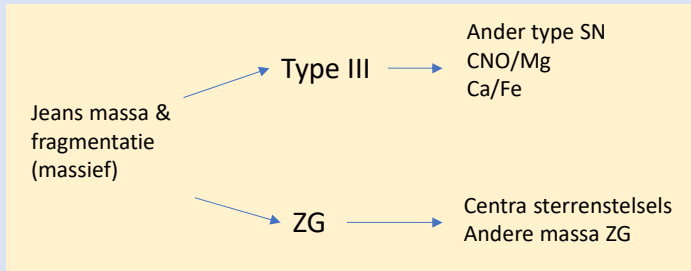 Jeans massa &
fragmentatie
(massief)
Type III
Ander type SN
CNO/Mg
Ca/Fe
ZG
Centra sterrenstelsels
Andere massa ZG